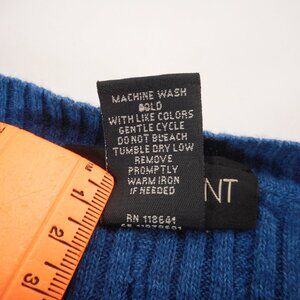 MACHINE WASH
COLD
WITH LIKE COLORS
GENTLE CYCLE
DO NOT BLEACH
TUMBLE DRY LOW
REMOVE
PROMPTLY
WARM IRON
IF NEEDED
RN
NT
1
2
3